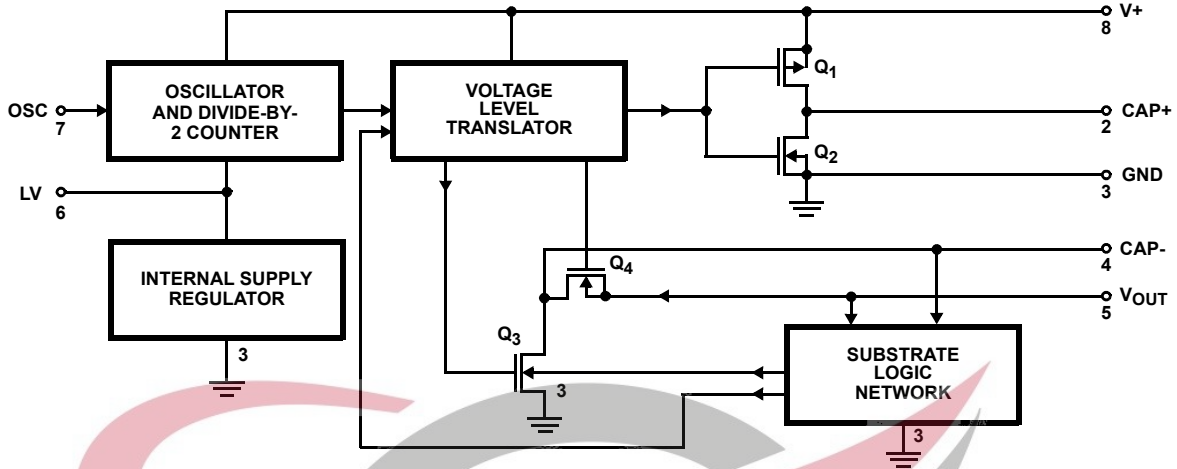 V+
8
OSCILLATOR
AND DIVIDE-BY-
2 COUNTER
VOLTAGE
LEVEL
TRANSLATOR
Q1
OSC
7
CAP+
2
Q2
GND
3
LV
6
CAP-
4
Q4
INTERNAL SUPPLY
REGULATOR
VOUT
5
Q3
3
SUBSTRATE
LOGIC
NETWORK
3
3